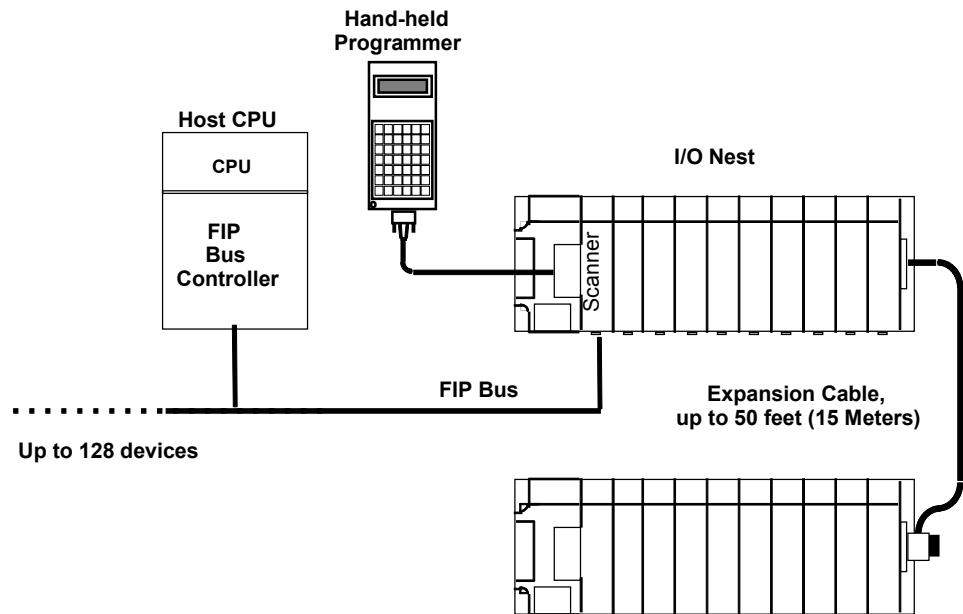 Hand-held
Programmer
Host CPU
CPU
FIP
Bus
Controller
I/O Nest
Scanner
FIP Bus
Expansion Cable,
up to 50 feet (15 Meters)
Up to 128 devices